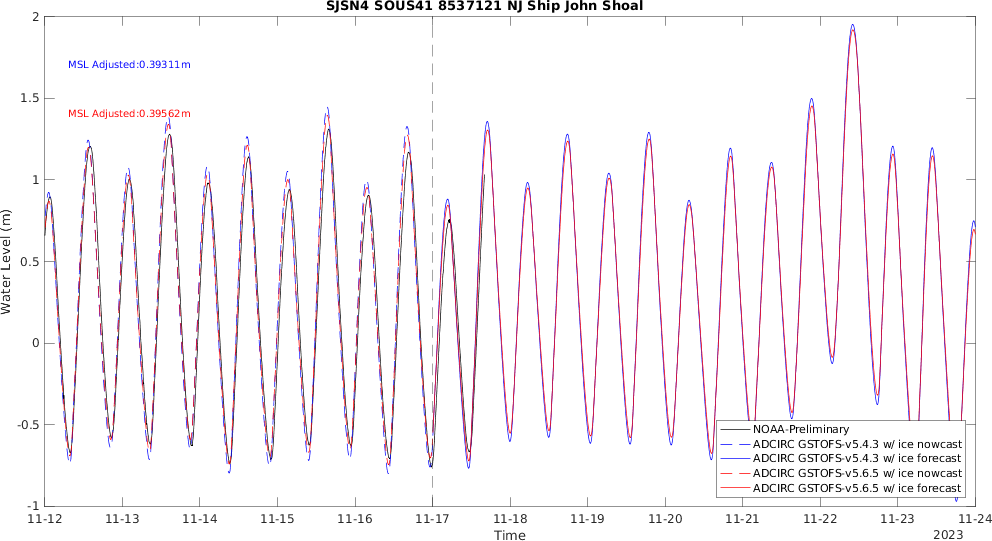 SJSN4 SOUS41 8537121 NJ Ship John Shoal
MSL Adjusted:0.39311m
MSL Adjusted:0.39562m
Water Level (m)
2
1.5
1
0.5
0
-0.5
-1
NOAA-Preliminary
ADCIRC GSTOFS-v5.4.3 w/ ice nowcast
ADCIRC GSTOFS-v5.4.3 w/ ice forecast
ADCIRC GSTOFS-v5.6.5 w/ ice nowcast
ADCIRC GSTOFS-v5.6.5 w/ ice forecast
11-12 11-13 11-14 11-15 11-16 11-17 11-18 11-19 11-20 11-21 11-22 11-23 11-24
Time
2023